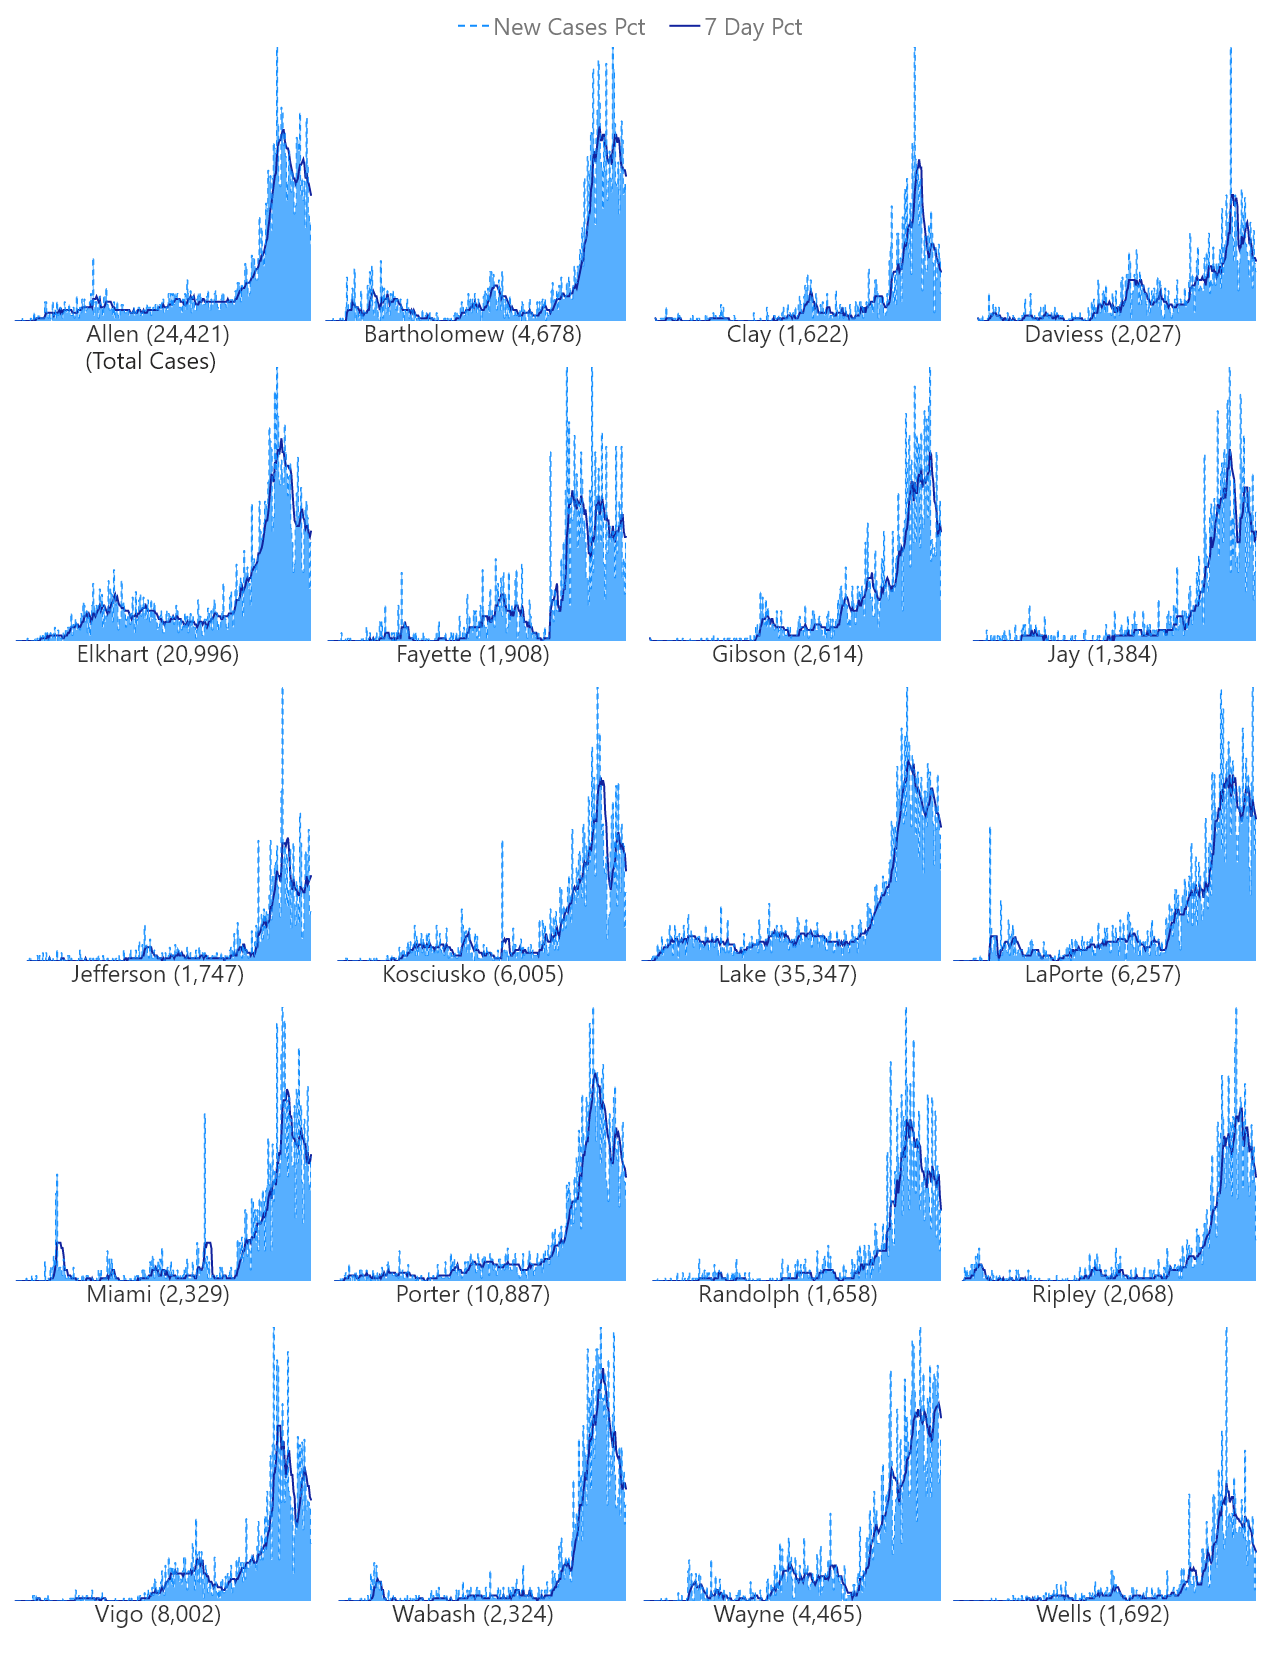 New Cases Pct 7 Day Pct
Allen (24,421)
(Total Cases)
Bartholomew (4,678)
Clay (1,622)
Daviess (2,027)
Elkhart (20,996)
Fayette (1,908)
Gibson (2,614)
Jay (1,384)
Jefferson (1,747)
Kosciusko (6,005)
Lake (35,347)
LaPorte (6,257)
Miami (2,329)
Porter (10,887)
Randolph (1,658)
Ripley (2,068)
Vigo (8,002)
Wabash (2,324)
Wayne (4,465)
Wells (1,692)